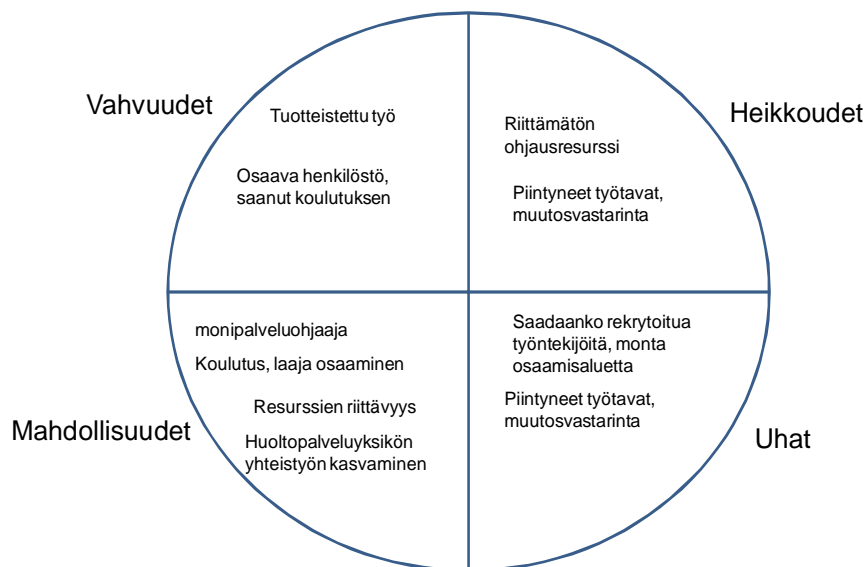 Vahvuudet
Tuotteistettu työ
Osaava henkilöstö,
saanut koulutuksen
Heikkoudet
Riittämätön
ohjausresurssi
Piintyneet työtavat,
muutosvastarinta
Mahdollisuudet
monipalveluohjaaja
Koulutus, laaja osaaminen
Resurssien riittävyys
Huoltopalveluyksikön
yhteistyön kasvaminen
Saadaanko rekrytoitua
työntekijöitä, monta
osaamisaluetta
Piintyneet työtavat,
muutosvastarinta
Uhat